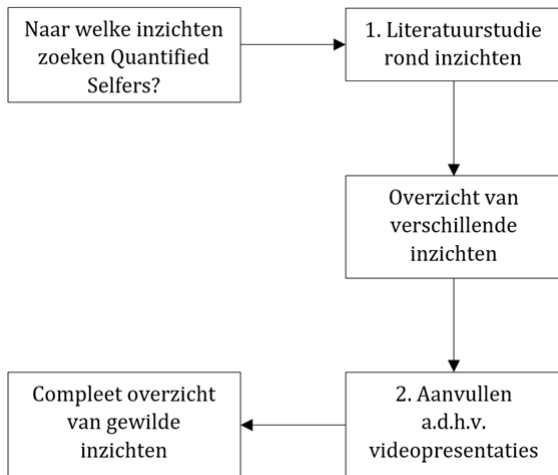 Naar welke inzichten
zoeken Quantified
Selfers?
1. Literatuurstudie
rond inzichten
Overzicht van
verschillende
inzichten
2. Aanvullen
a.d.h.v.
videopresentaties
Compleet overzicht
van gewilde
inzichten